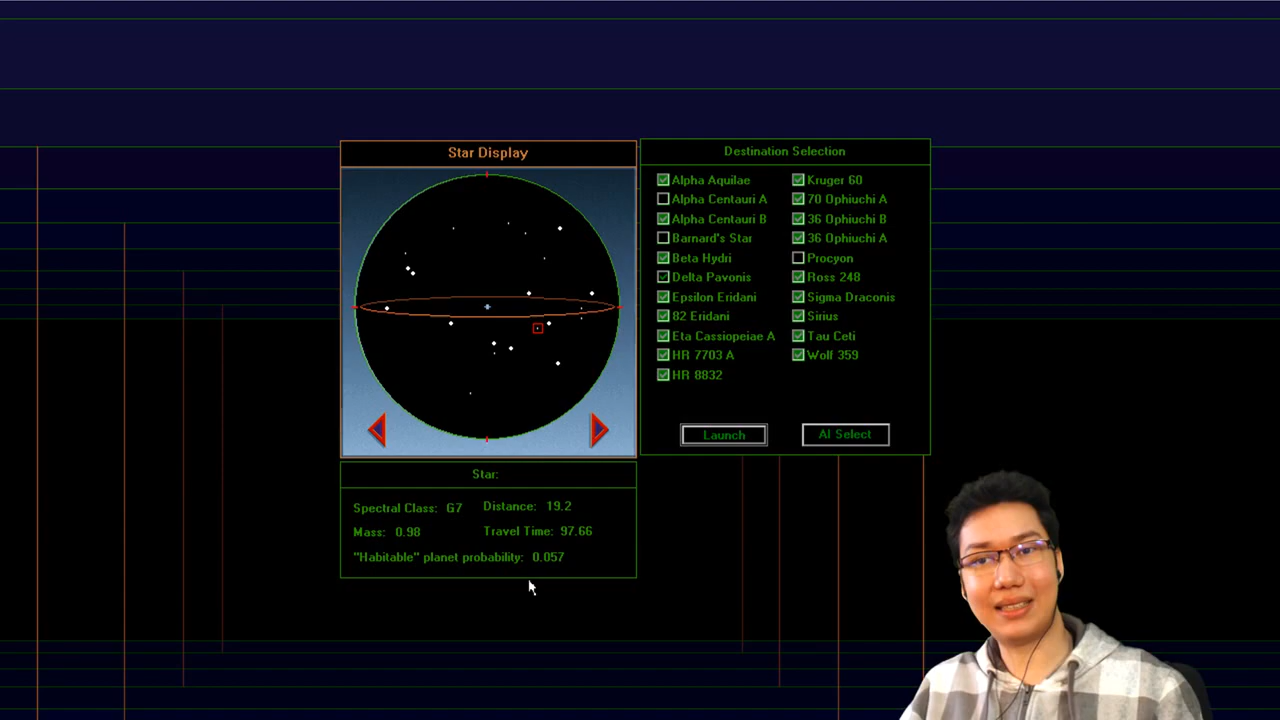 Star Display
Destination Selection
Alpha Aquilae
Alpha Centauri A
Alpha Centauri B
Barnard's Star
Beta Hydri
Delta Pavonis
Epsilon Eridani
82 Eridani
Eta Cassiopeiae A
HR 7703 A
HR 8832
Kruger 60
70 Ophiuchi A
36 Ophiuchi B
36 Ophiuchi A
Procyon
Ross 248
Sigma Draconis
Sirius
Tau Ceti
Wolf 359
Launch
AI Select
Star:
Spectral Class: G7
Distance: 19.2
Mass: 0.98
Travel Time: 97.66
"Habitable" planet probability: 0.057